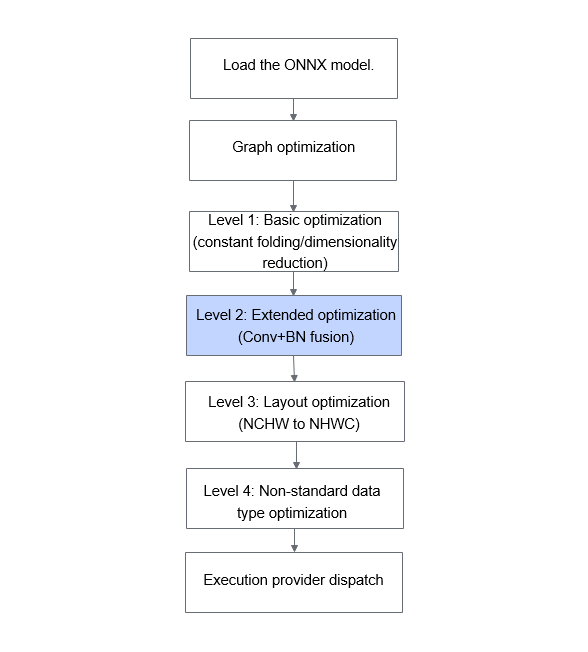 Load the ONNX model.
Graph optimization
Level 1: Basic optimization
(constant folding/dimensionality
reduction)
Level 2: Extended optimization
(Conv+BN fusion)
Level 3: Layout optimization
(NCHW to NHWC)
Level 4: Non-standard data
type optimization
Execution provider dispatch